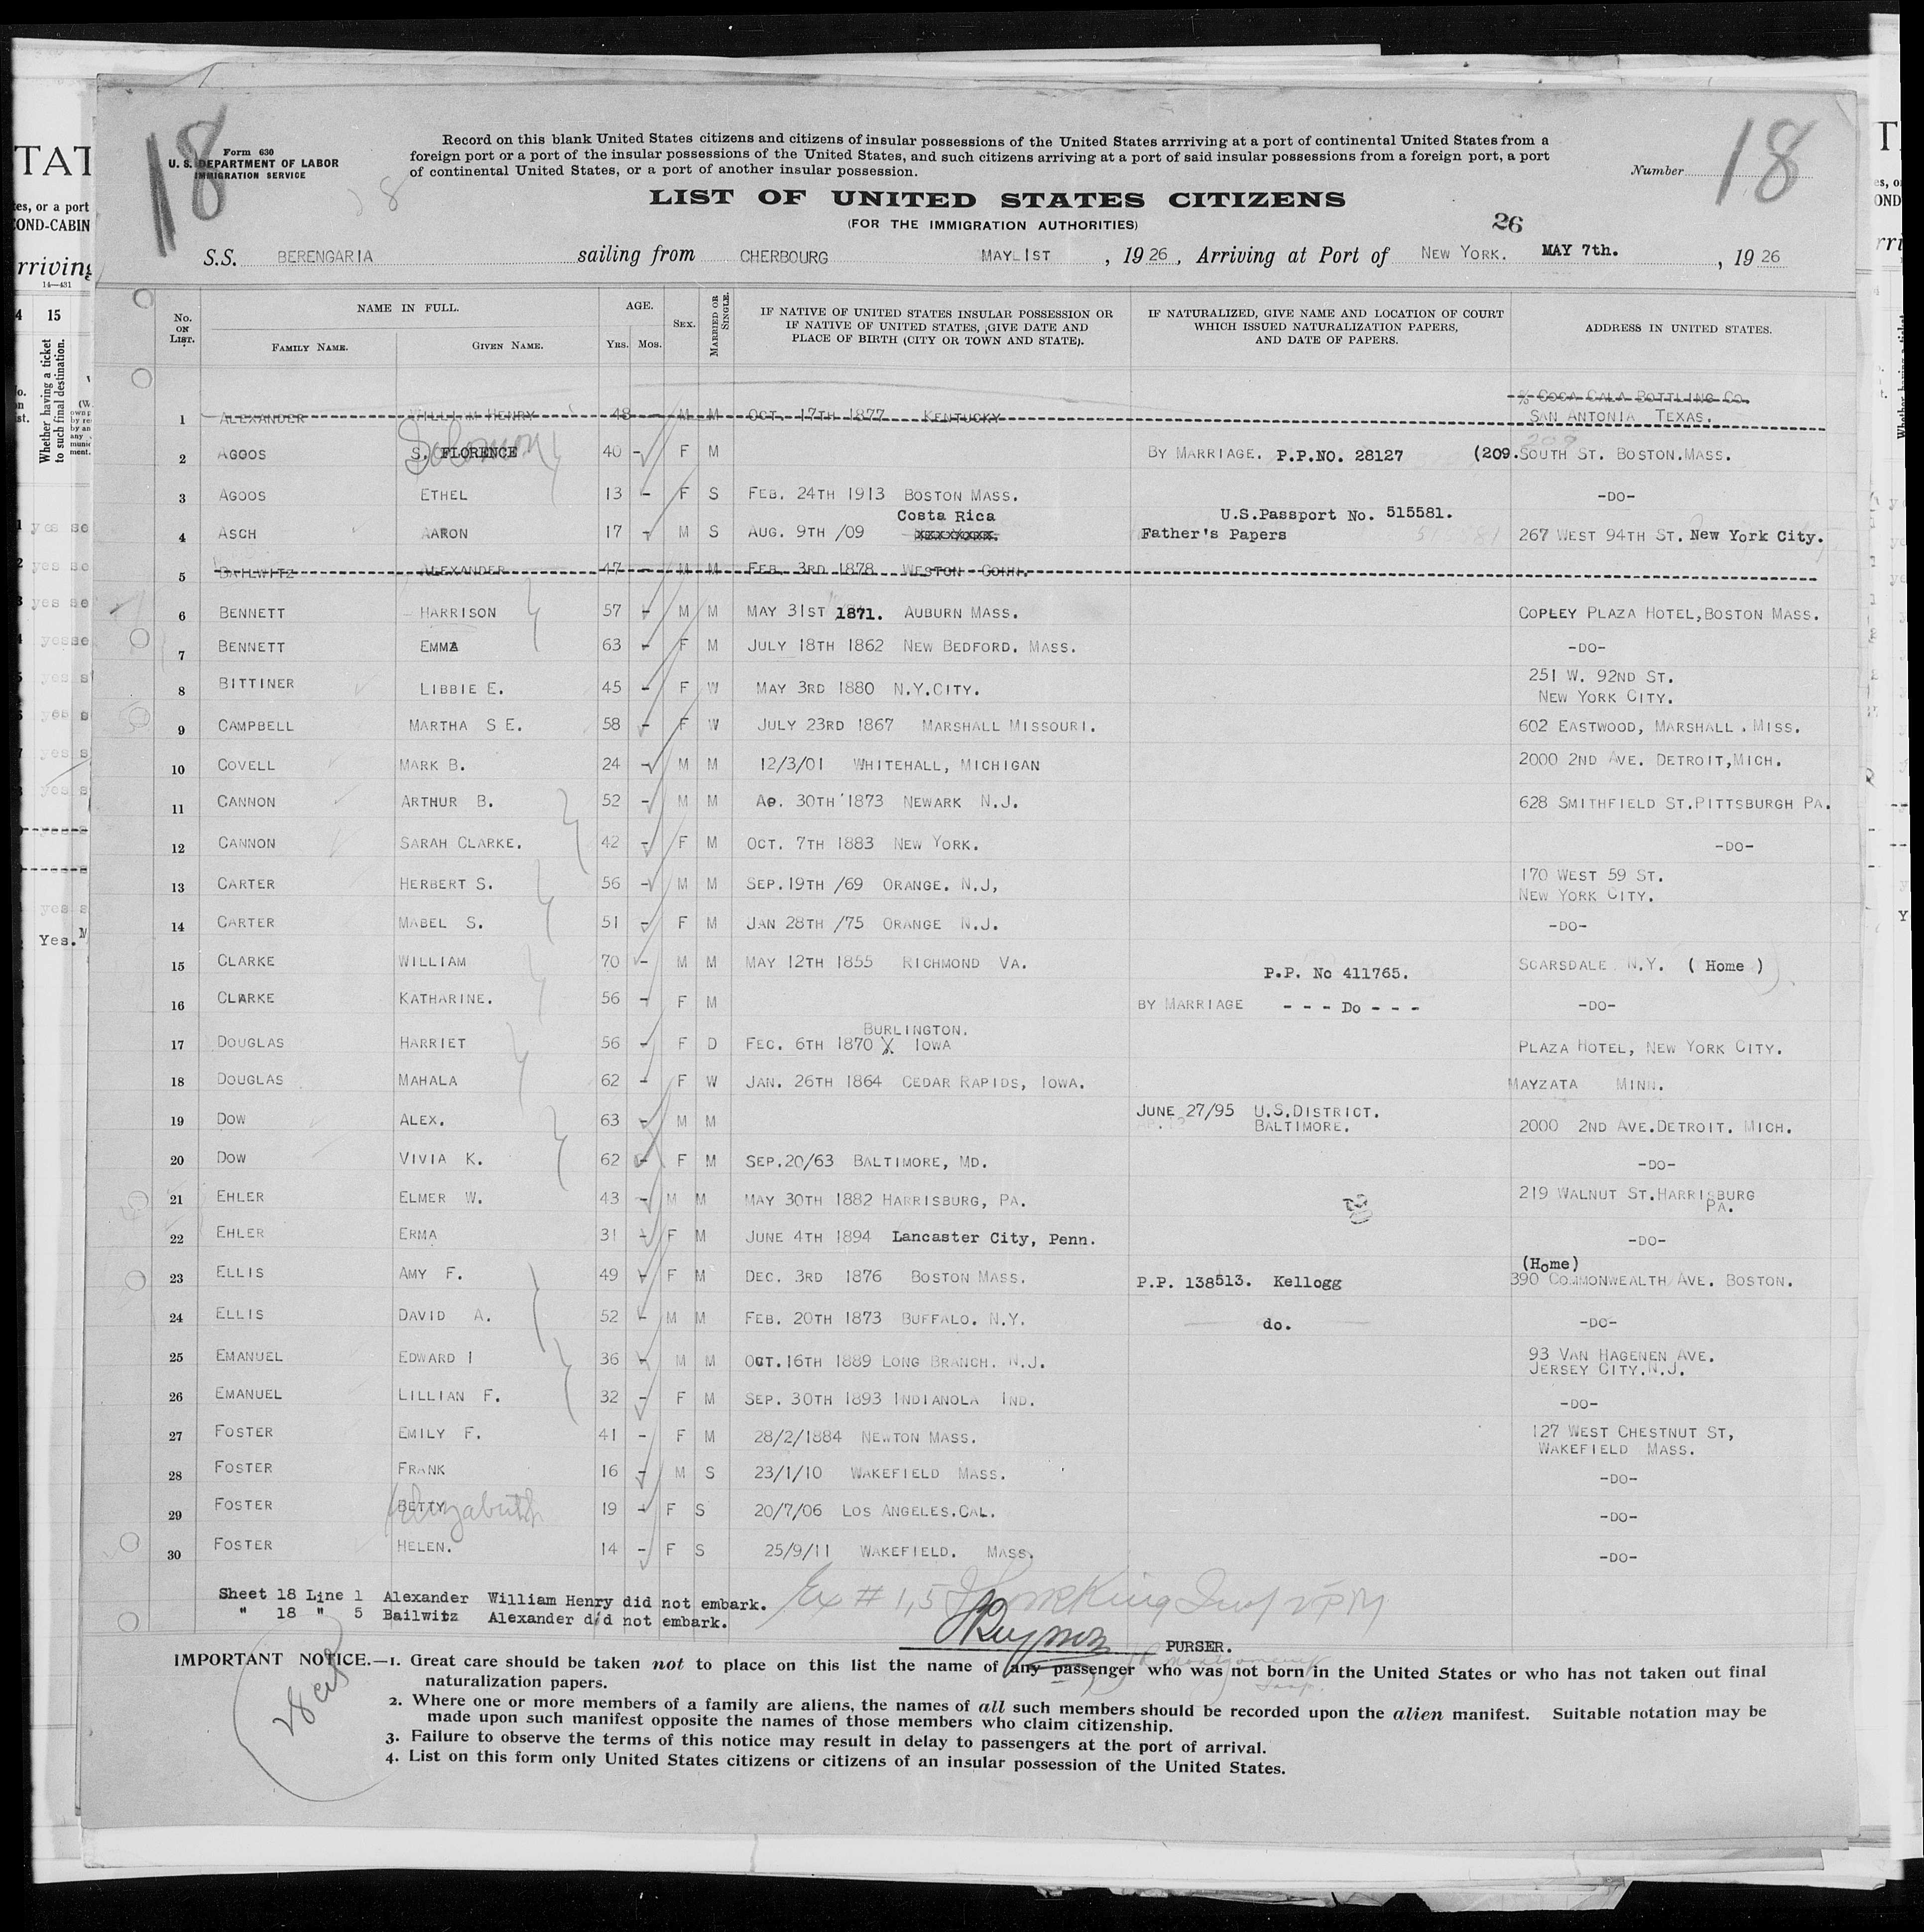 18
Form 630
U. S. DEPARTMENT OF LABOR
IMMIGRATION SERVICE
Record on this blank United States citizens and citizens of insular possessions of the United States arrriving at a port of continental United States from a
foreign port or a port of the insular possessions of the United States, and such citizens arriving at a port of said insular possessions from a foreign port, a port
of continental United States, or a port of another insular possession.
Number 18
LIST OF UNITED STATES CITIZENS
(FOR THE IMMIGRATION AUTHORITIES)
26
S.S. BERENGARIA sailing from CHERBOURG MAY 1ST , 1926, Arriving at Port of NEW YORK. MAY 7th. , 1926
No. ON LIST. NAME IN FULL. FAMILY NAME. GIVEN NAME. AGE. YRS. MOS. SEX. MARRIED OR SINGLE. IF NATIVE OF UNITED STATES INSULAR POSSESSION OR IF NATIVE OF UNITED STATES, GIVE DATE AND PLACE OF BIRTH (CITY OR TOWN AND STATE). IF NATURALIZED, GIVE NAME AND LOCATION OF COURT WHICH ISSUED NATURALIZATION PAPERS, AND DATE OF PAPERS. ADDRESS IN UNITED STATES.
1 ALEXANDER WILLIAM HENRY 48 - M M OCT. 17TH 1877 KENTUCKY % COCA CALA BOTTLING CO. SAN ANTONIA TEXAS.
2 AGOOS S. FLORENCE Solomon 40 - F M BY MARRIAGE. P.P.NO. 28127 (209. SOUTH ST. BOSTON.MASS.
3 AGOOS ETHEL 13 - F S FEB. 24TH 1913 BOSTON MASS. -DO-
4 ASCH AARON 17 - M S AUG. 9TH /09 Costa Rica U.S.Passport No. 515581. Father's Papers 267 WEST 94TH ST. New York City.
5 BAILWITZ ALEXANDER 47 - M M FEB. 3RD 1878 WESTON CONN.
6 BENNETT HARRISON 57 - M M MAY 31ST 1871. AUBURN MASS. COPLEY PLAZA HOTEL,BOSTON MASS.
7 BENNETT EMMA 63 - F M JULY 18TH 1862 NEW BEDFORD. MASS. -DO-
8 BITTINER LIBBIE E. 45 - F W MAY 3RD 1880 N.Y.CITY. 251 W. 92ND ST. NEW YORK CITY.
9 CAMPBELL MARTHA S E. 58 - F W JULY 23RD 1867 MARSHALL MISSOURI. 602 EASTWOOD, MARSHALL . MISS.
10 COVELL MARK B. 24 - M M 12/3/01 WHITEHALL, MICHIGAN 2000 2ND AVE. DETROIT,MICH.
11 CANNON ARTHUR B. 52 - M M AP. 30TH 1873 NEWARK N.J. 628 SMITHFIELD ST.PITTSBURGH PA.
12 CANNON SARAH CLARKE. 42 - F M OCT. 7TH 1883 NEW YORK. -DO-
13 CARTER HERBERT S. 56 - M M SEP.19TH /69 ORANGE. N.J, 170 WEST 59 ST. NEW YORK CITY.
14 CARTER MABEL S. 51 - F M JAN 28TH /75 ORANGE N.J. -DO-
15 CLARKE WILLIAM 70 - M M MAY 12TH 1855 RICHMOND VA. P.P. No 411765. SCARSDALE N.Y. ( Home )
16 CLARKE KATHARINE. 56 - F M BY MARRIAGE - - - Do - - - -DO-
17 DOUGLAS HARRIET 56 - F D FEC. 6TH 1870 BURLINGTON. IOWA PLAZA HOTEL, NEW YORK CITY.
18 DOUGLAS MAHALA 62 - F W JAN. 26TH 1864 CEDAR RAPIDS, IOWA. MAYZATA MINN.
19 DOW ALEX. 63 - M M JUNE 27/95 U.S.DISTRICT. BALTIMORE. 2000 2ND AVE.DETROIT. MICH.
20 DOW VIVIA K. 62 - F M SEP.20/63 BALTIMORE, MD. -DO-
21 EHLER ELMER W. 43 - M M MAY 30TH 1882 HARRISBURG, PA. 219 WALNUT ST.HARRISBURG PA.
22 EHLER ERMA 31 - F M JUNE 4TH 1894 Lancaster City, Penn. -DO-
23 ELLIS AMY F. 49 - F M DEC. 3RD 1876 BOSTON MASS. P.P. 138513. Kellogg (Home) 390 COMMONWEALTH AVE. BOSTON.
24 ELLIS DAVID A. 52 - M M FEB. 20TH 1873 BUFFALO. N.Y. do. -DO-
25 EMANUEL EDWARD I 36 - M M OCT.16TH 1889 LONG BRANCH. N.J. 93 VAN HAGENEN AVE. JERSEY CITY.N.J.
26 EMANUEL LILLIAN F. 32 - F M SEP. 30TH 1893 INDIANOLA IND. -DO-
27 FOSTER EMILY F. 41 - F M 28/2/1884 NEWTON MASS. 127 WEST CHESTNUT ST, WAKEFIELD MASS.
28 FOSTER FRANK 16 - M S 23/1/10 WAKEFIELD MASS. -DO-
29 FOSTER BETTY Elizabeth 19 - F S 20/7/06 LOS ANGELES.CAL. -DO-
30 FOSTER HELEN. 14 - F S 25/9/11 WAKEFIELD. MASS. -DO-
Sheet 18 Line 1 Alexander William Henry did not embark.
" 18 " 5 Bailwitz Alexander did not embark.
Ex # 1,5
PURSER.
IMPORTANT NOTICE.—1. Great care should be taken not to place on this list the name of any passenger who was not born in the United States or who has not taken out final
naturalization papers.
2. Where one or more members of a family are aliens, the names of all such members should be recorded upon the alien manifest. Suitable notation may be
made upon such manifest opposite the names of those members who claim citizenship.
3. Failure to observe the terms of this notice may result in delay to passengers at the port of arrival.
4. List on this form only United States citizens or citizens of an insular possession of the United States.